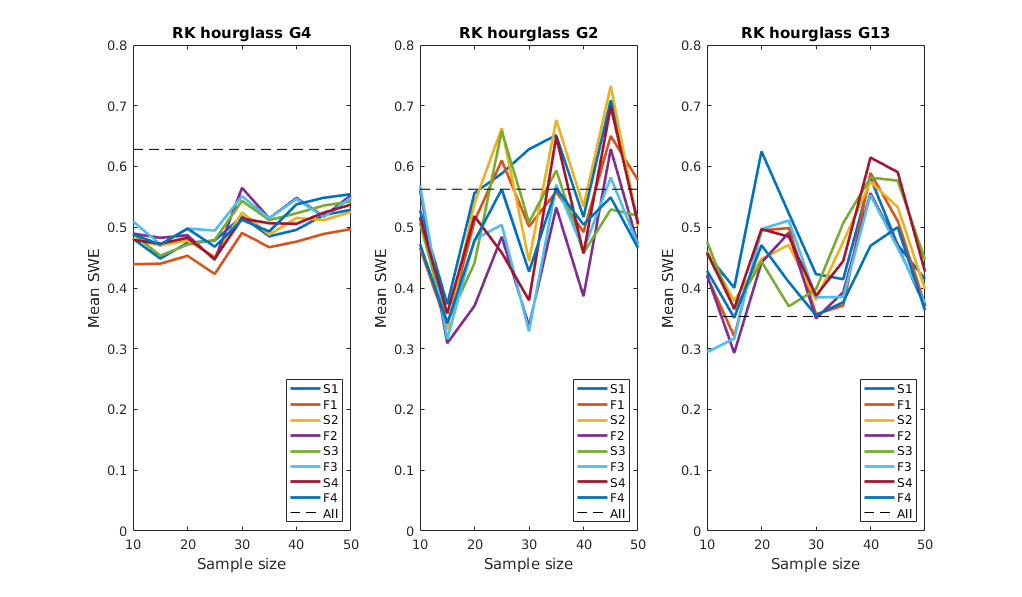 RK hourglass G4
0.8
0.7
0.6
0.5
0.4
0.3
0.2
0.1
0
Mean SWE
10 20 30 40 50
Sample size
S1
F1
S2
F2
S3
F3
S4
F4
All
RK hourglass G2
0.8
0.7
0.6
0.5
0.4
0.3
0.2
0.1
0
Mean SWE
10 20 30 40 50
Sample size
S1
F1
S2
F2
S3
F3
S4
F4
All
RK hourglass G13
0.8
0.7
0.6
0.5
0.4
0.3
0.2
0.1
0
Mean SWE
10 20 30 40 50
Sample size
S1
F1
S2
F2
S3
F3
S4
F4
All